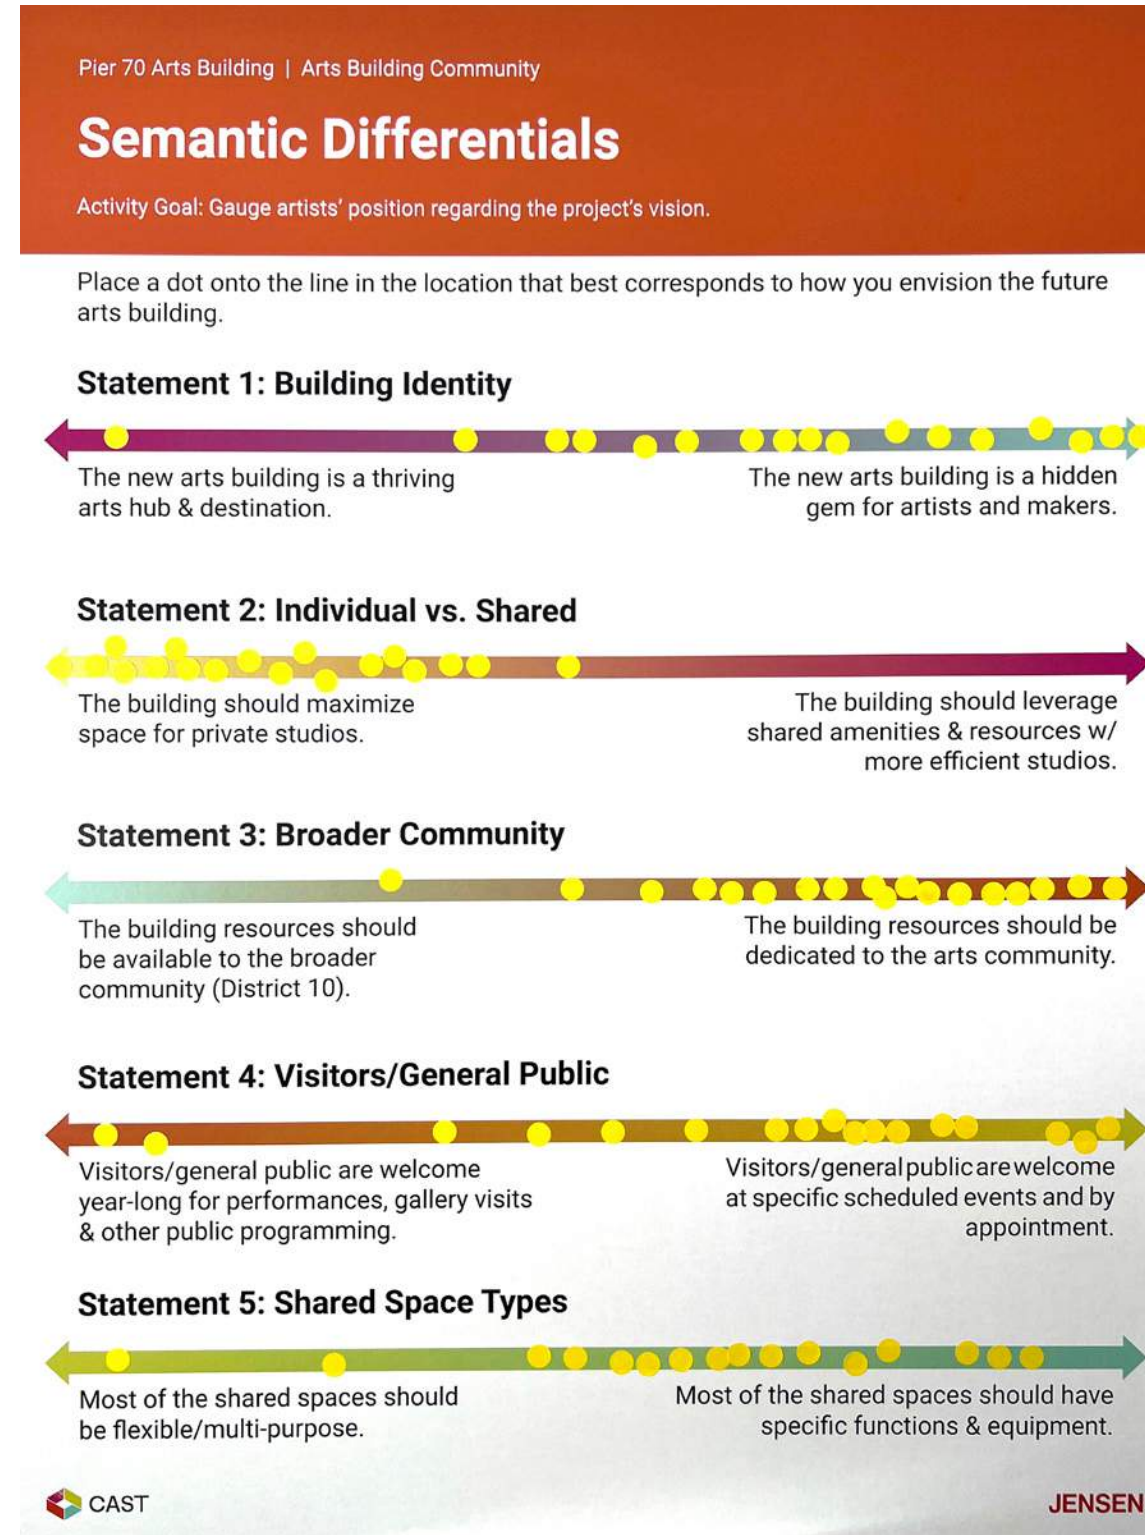 Pier 70 Arts Building | Arts Building Community
Semantic Differentials
Activity Goal: Gauge artists' position regarding the project's vision.
Place a dot onto the line in the location that best corresponds to how you envision the future
arts building.
Statement 1: Building Identity
The new arts building is a thriving
arts hub & destination.
The new arts building is a hidden
gem for artists and makers.
Statement 2: Individual vs. Shared
The building should maximize
space for private studios.
The building should leverage
shared amenities & resources w/
more efficient studios.
Statement 3: Broader Community
The building resources should
be available to the broader
community (District 10).
The building resources should be
dedicated to the arts community.
Statement 4: Visitors/General Public
Visitors/general public are welcome
year-long for performances, gallery visits
& other public programming.
Visitors/general public are welcome
at specific scheduled events and by
appointment.
Statement 5: Shared Space Types
Most of the shared spaces should
be flexible/multi-purpose.
Most of the shared spaces should have
specific functions & equipment.
CAST
JENSEN